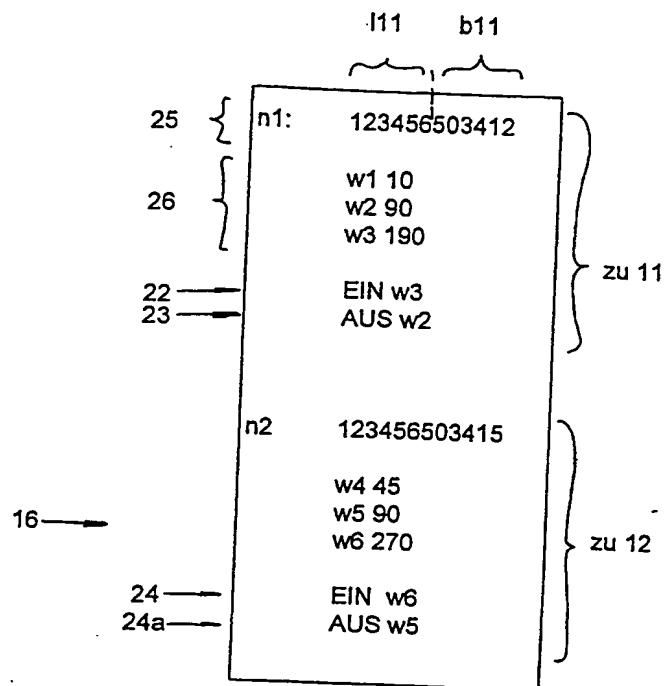 l11 b11
25 n1: 123456503412
26
w1 10
w2 90
w3 190
zu 11
22 EIN w3
23 AUS w2
n2 123456503415
w4 45
16 w5 90
w6 270
zu 12
24 EIN w6
24a AUS w5